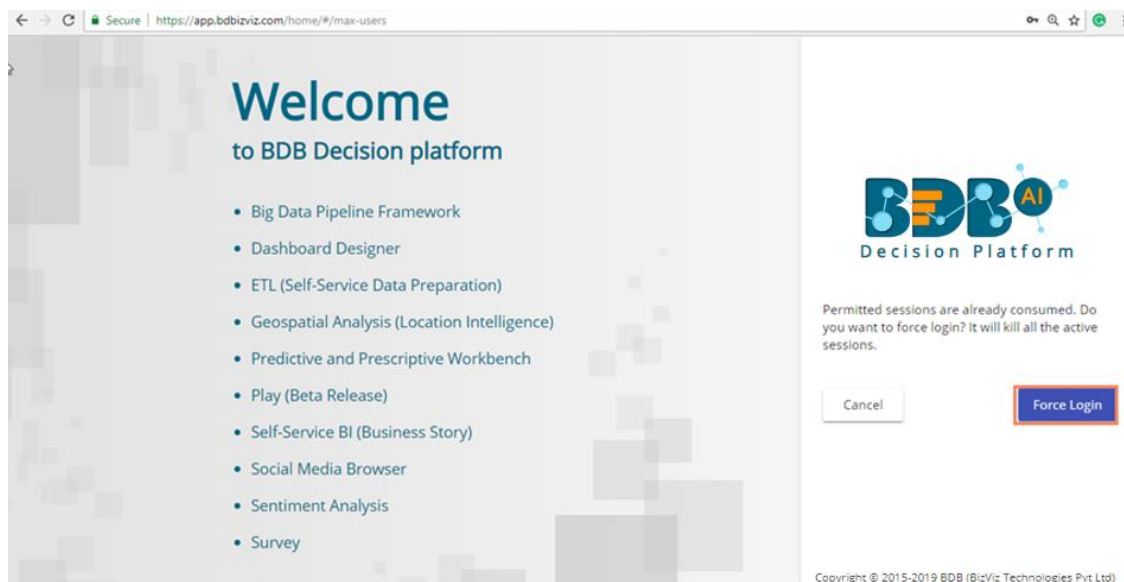 Secure | https://app.bdbizviz.com/home/#/max-users
Welcome
to BDB Decision platform
• Big Data Pipeline Framework
• Dashboard Designer
• ETL (Self-Service Data Preparation)
• Geospatial Analysis (Location Intelligence)
• Predictive and Prescriptive Workbench
• Play (Beta Release)
• Self-Service BI (Business Story)
• Social Media Browser
• Sentiment Analysis
• Survey
BDB AI
Decision Platform
Permitted sessions are already consumed. Do
you want to force login? It will kill all the active
sessions.
Cancel
Force Login
Copyright © 2015-2019 BDB (BizViz Technologies Pvt Ltd)